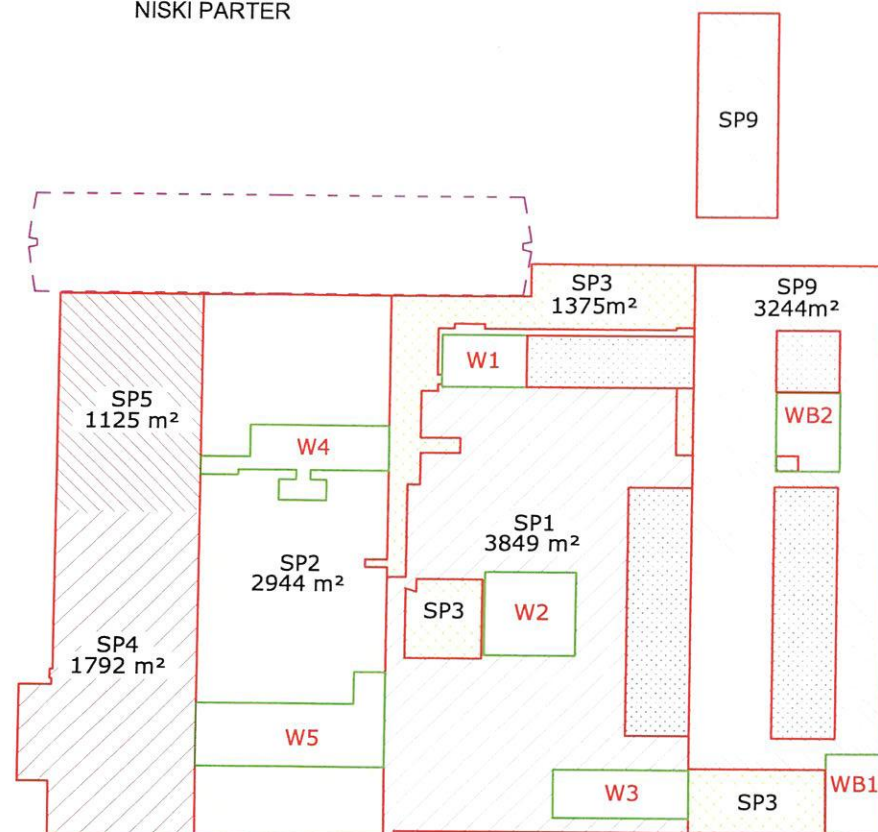 NISKI PARTER
SP9
SP3
1375m²
SP9
3244m²
W1
SP5
1125 m²
WB2
W4
SP1
3849 m²
SP2
2944 m²
SP3
W2
SP4
1792 m²
W5
W3
SP3
WB1